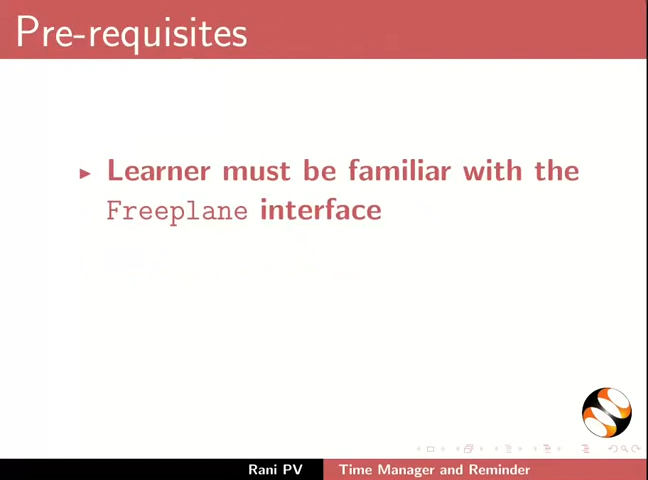 Pre-requisites
Learner must be familiar with the
Freeplane interface
Rani PV
Time Manager and Reminder